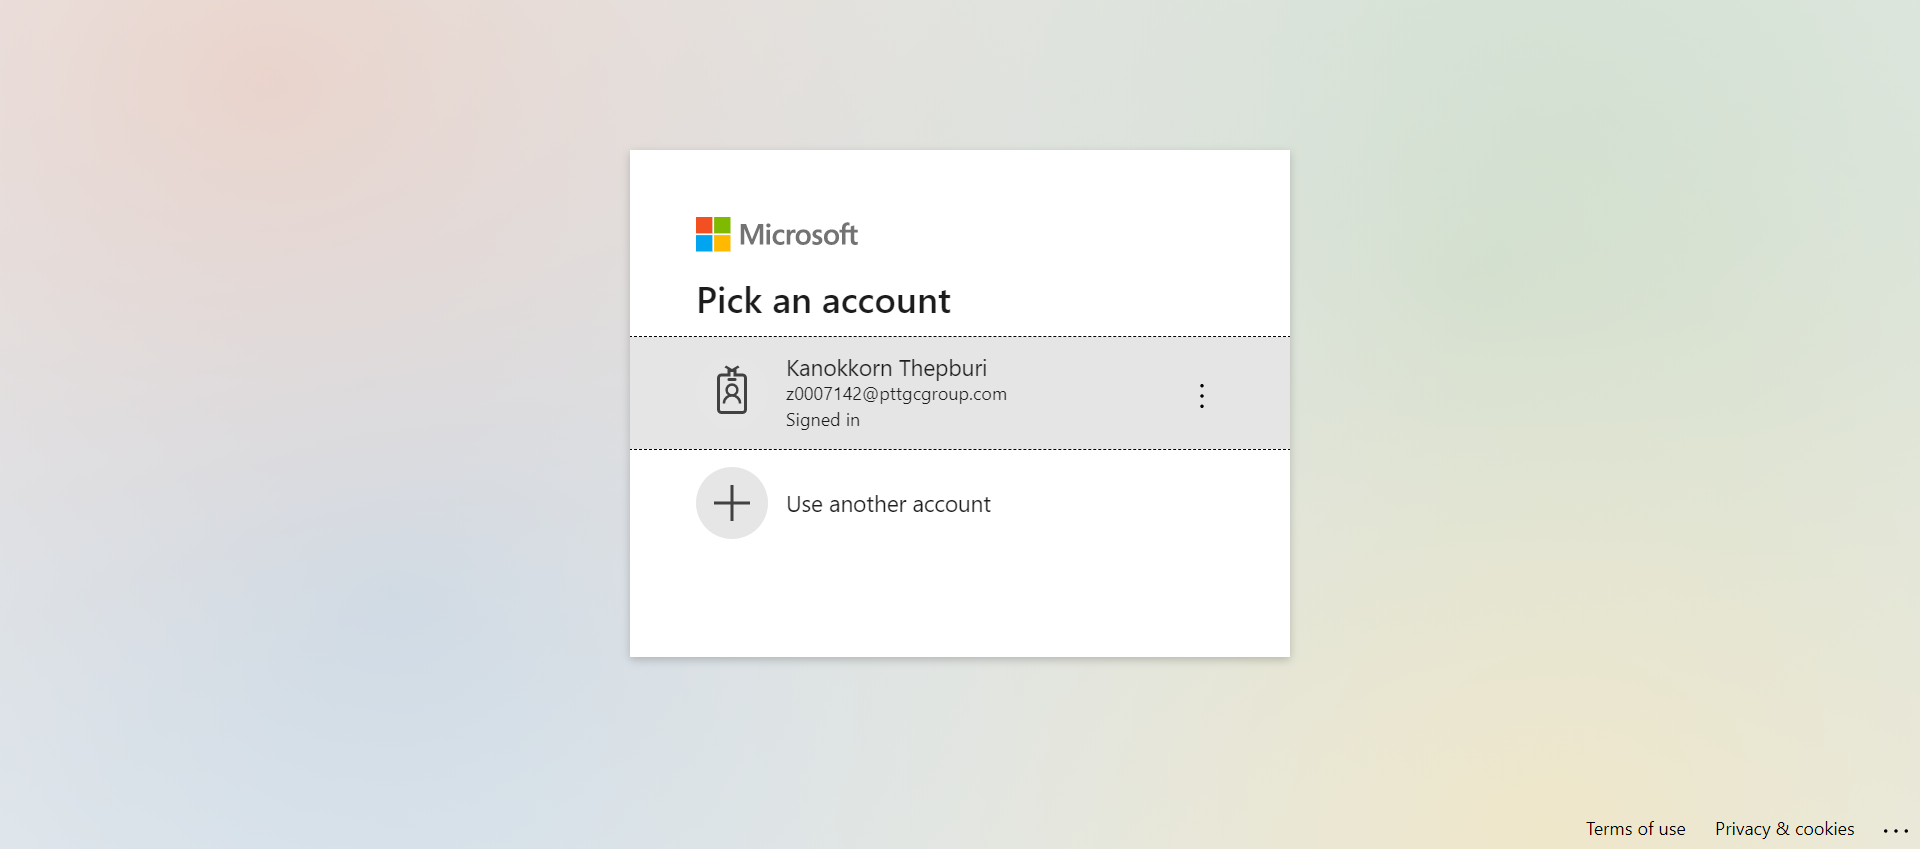 Microsoft
Pick an account
Kanokkorn Thepburi
z0007142@pttgcgroup.com
Signed in
Use another account
Terms of use
Privacy & cookies